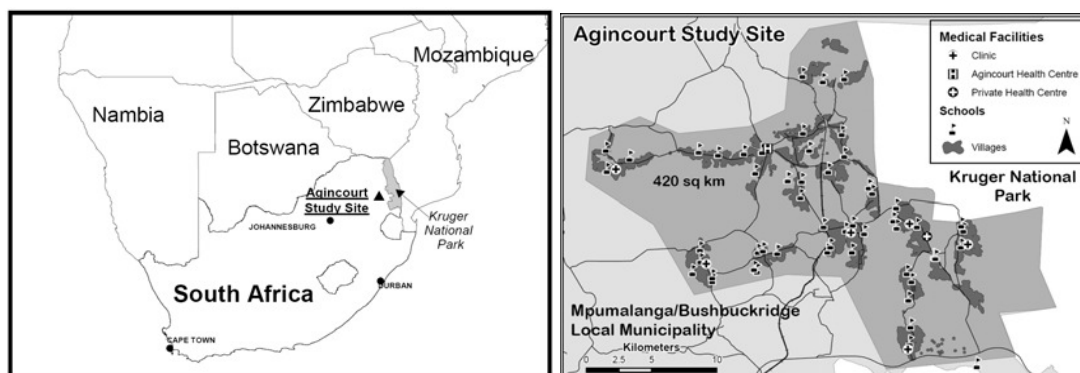 Mozambique
Zimbabwe
Nambia
Botswana
Agincourt
Study Site
JOHANNESBURG
Kruger
National
Park
South Africa
DURBAN
CAPE TOWN
Agincourt Study Site
Medical Facilities
Clinic
Agincourt Health Centre
Private Health Centre
Schools
Villages
N
Kruger National
Park
420 sq km
Mpumalanga/Bushbuckridge
Local Municipality
Kilometers
0 2.5 5 10